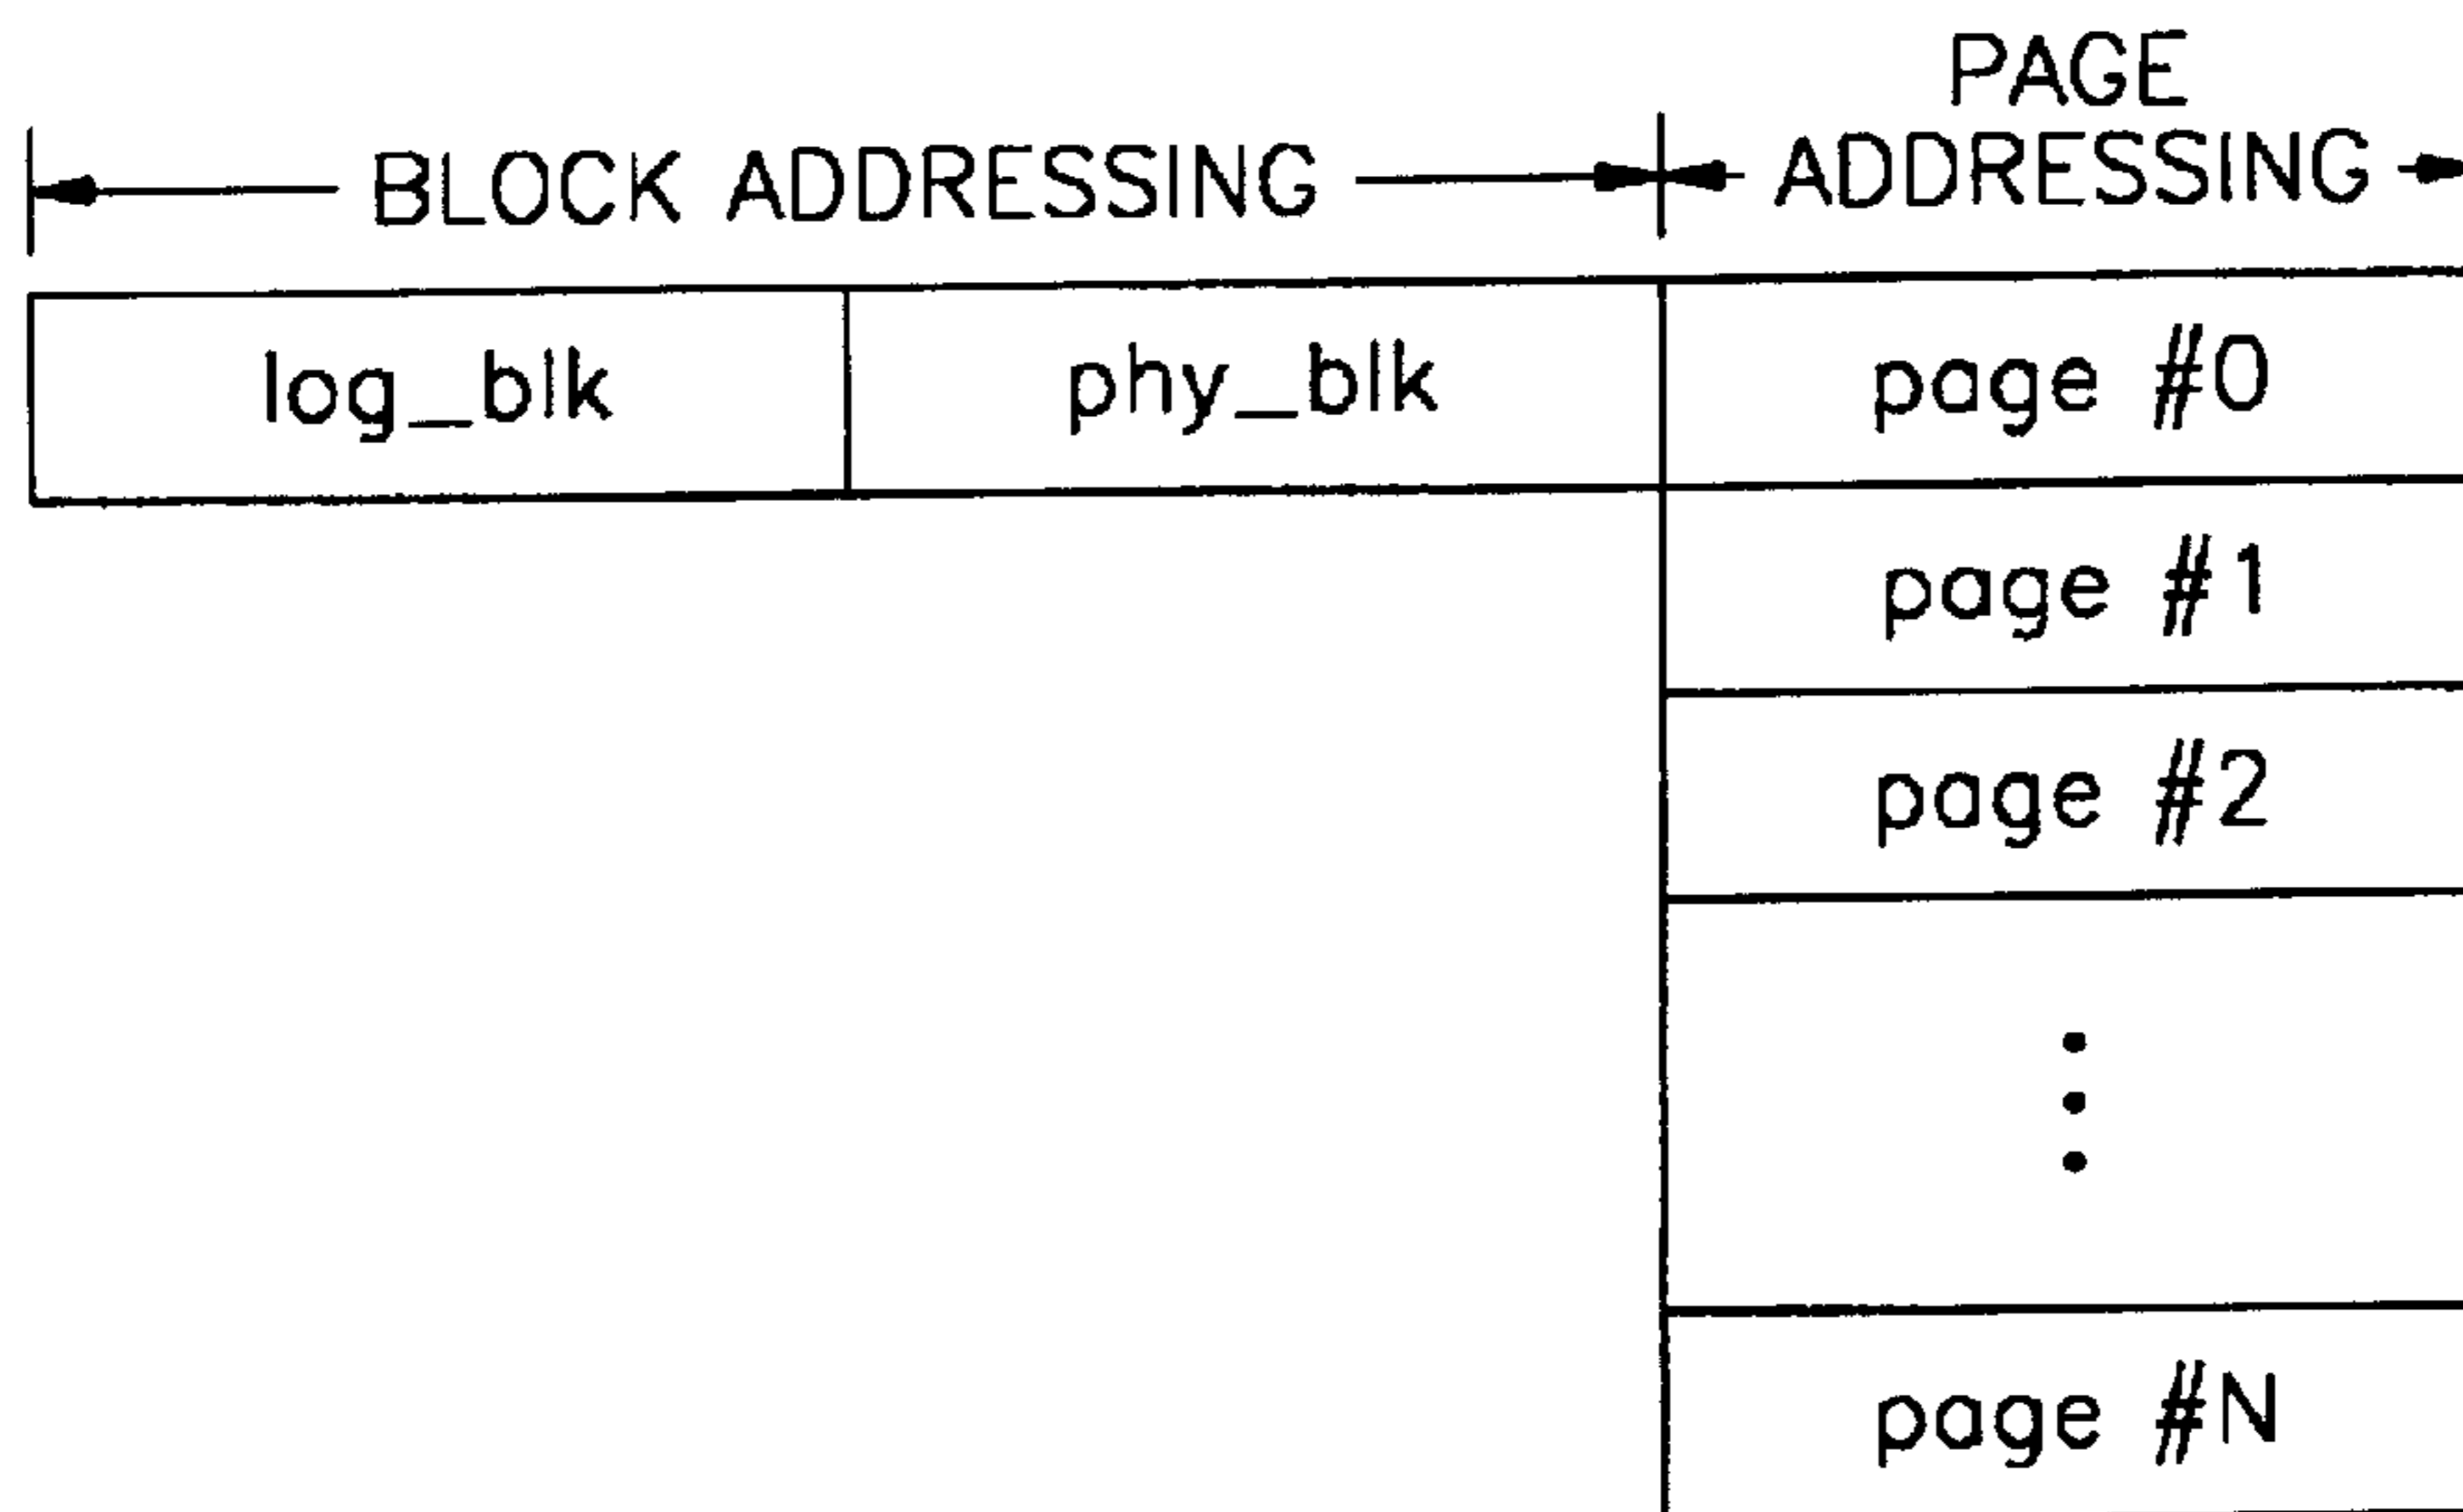 PAGE
BLOCK ADDRESSING ADDRESSING
log_blk phy_blk page #0
page #1
page #2
page #N